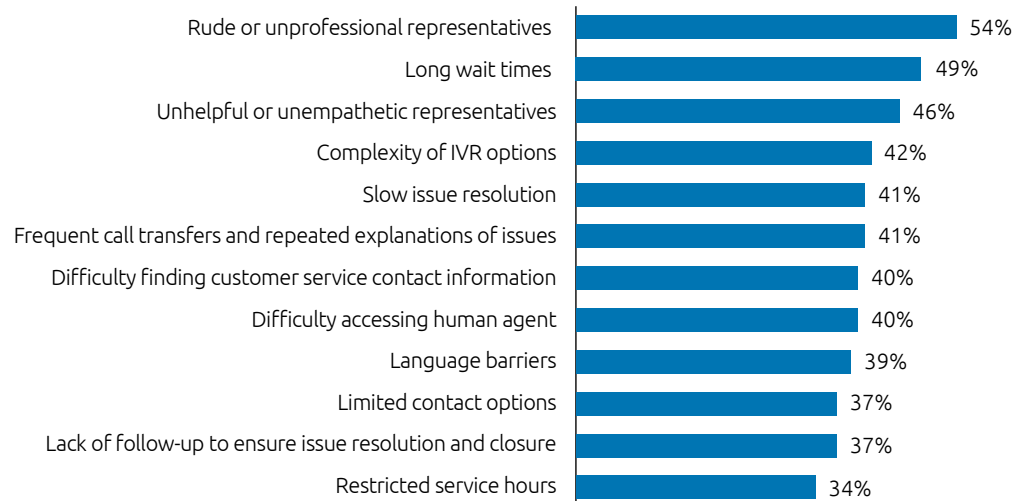 Rude or unprofessional representatives 54%
Long wait times 49%
Unhelpful or unempathetic representatives 46%
Complexity of IVR options 42%
Slow issue resolution 41%
Frequent call transfers and repeated explanations of issues 41%
Difficulty finding customer service contact information 40%
Difficulty accessing human agent 40%
Language barriers 39%
Limited contact options 37%
Lack of follow-up to ensure issue resolution and closure 37%
Restricted service hours 34%